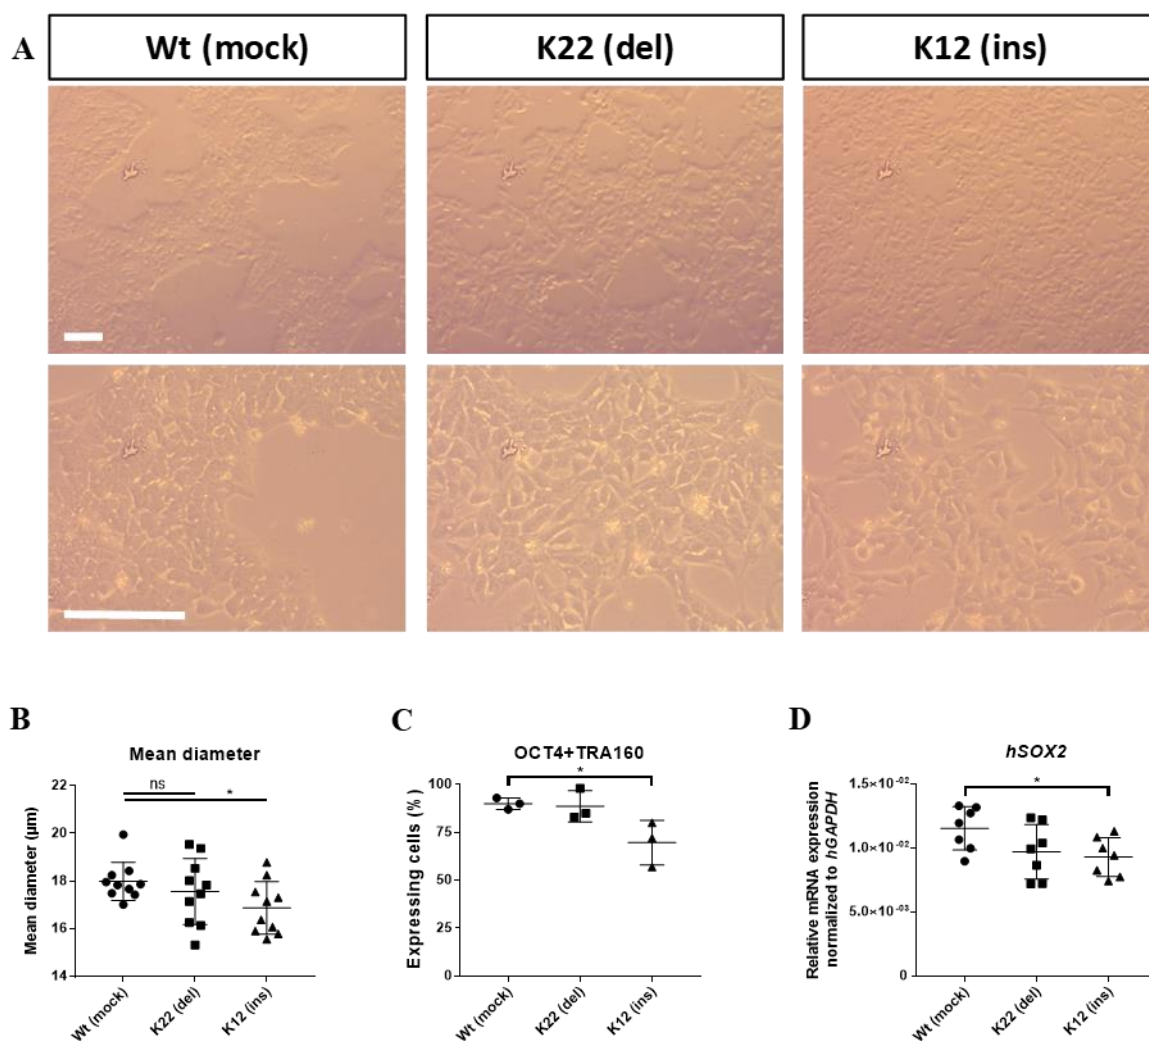 A
Wt (mock)
K22 (del)
K12 (ins)
B
Mean diameter
ns
*
Mean diameter (µm)
22
20
18
16
14
Wt (mock)
K22 (del)
K12 (ins)
C
OCT4+TRA160
*
Expressing cells (%)
100
75
50
25
0
Wt (mock)
K22 (del)
K12 (ins)
D
hSOX2
*
Relative mRNA expression
normalized to hGAPDH
1.5×10⁻⁰²
1.0×10⁻⁰²
5.0×10⁻⁰³
0
Wt (mock)
K22 (del)
K12 (ins)